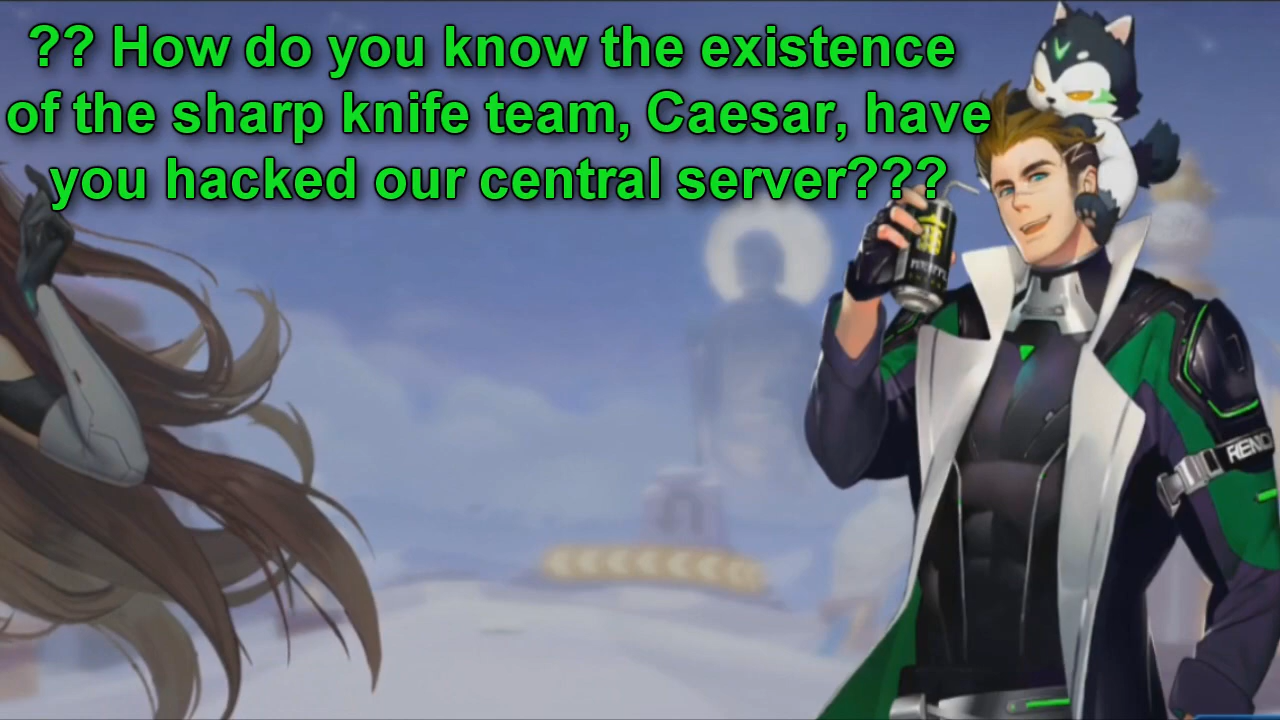 ?? How do you know the existence
of the sharp knife team, Caesar, have
you hacked our central server???